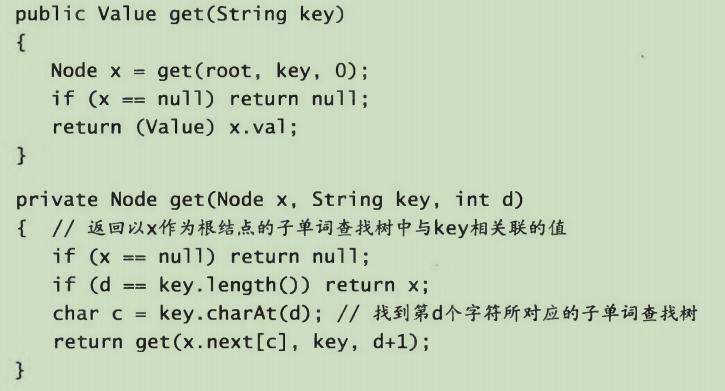 public Value get(String key)
{
   Node x = get(root, key, 0);
   if (x == null) return null;
   return (Value) x.val;
}
private Node get(Node x, String key, int d)
{  // 返回以x作为根结点的子单词查找树中与key相关联的值
   if (x == null) return null;
   if (d == key.length()) return x;
   char c = key.charAt(d); // 找到第d个字符所对应的子单词查找树
   return get(x.next[c], key, d+1);
}